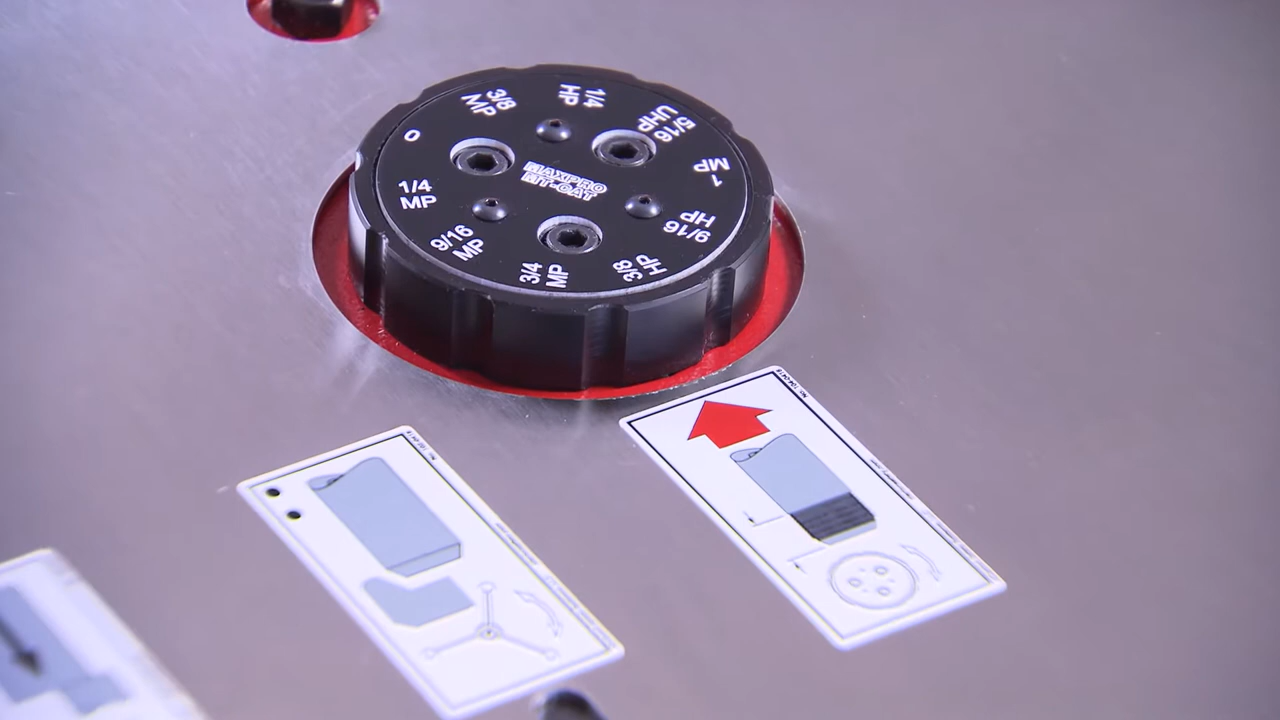 MAXPRO
MT-CAT
0
3/8
MP
1/4
HP
5/16
UHP
1
MP
9/16
HP
3/8
HP
3/4
MP
9/16
MP
1/4
MP